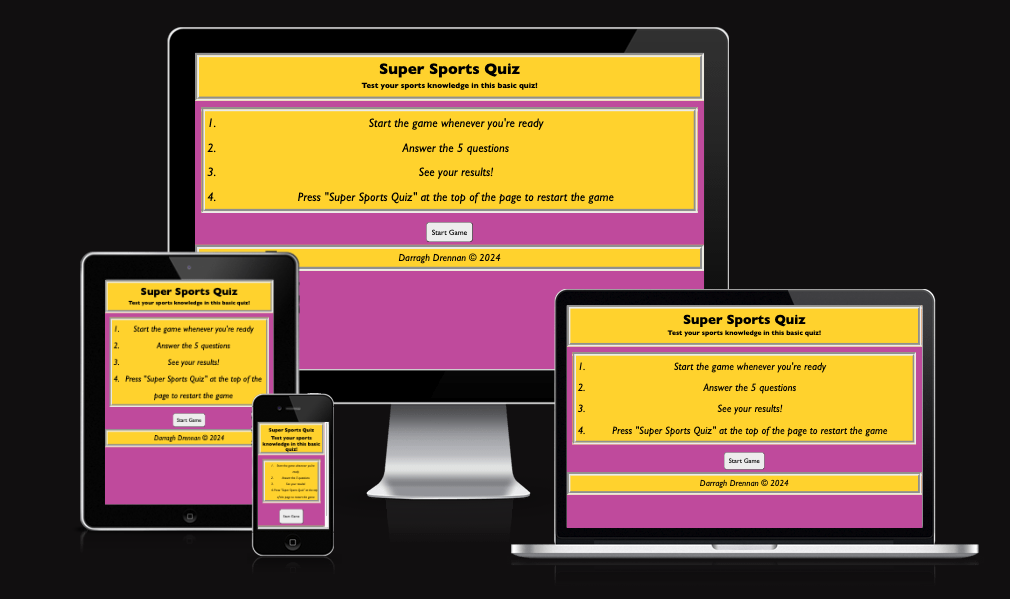 Super Sports Quiz
Test your sports knowledge in this basic quiz!
1. Start the game whenever you're ready
2. Answer the 5 questions
3. See your results!
4. Press "Super Sports Quiz" at the top of the page to restart the game
Start Game
Darragh Drennan © 2024
Super Sports Quiz
Test your sports knowledge in this basic quiz!
1. Start the game whenever you're ready
2. Answer the 5 questions
3. See your results!
4. Press "Super Sports Quiz" at the top of the
page to restart the game
Start Game
Darragh Drennan © 2024
Super Sports Quiz
Test your sports
knowledge in this basic
quiz!
1. Start the game whenever you're
ready
2. Answer the 5 questions
3. See your results!
4. Press "Super Sports Quiz" at the top
of the page to restart the game
Start Game
Super Sports Quiz
Test your sports knowledge in this basic quiz!
1. Start the game whenever you're ready
2. Answer the 5 questions
3. See your results!
4. Press "Super Sports Quiz" at the top of the page to restart the game
Start Game
Darragh Drennan © 2024